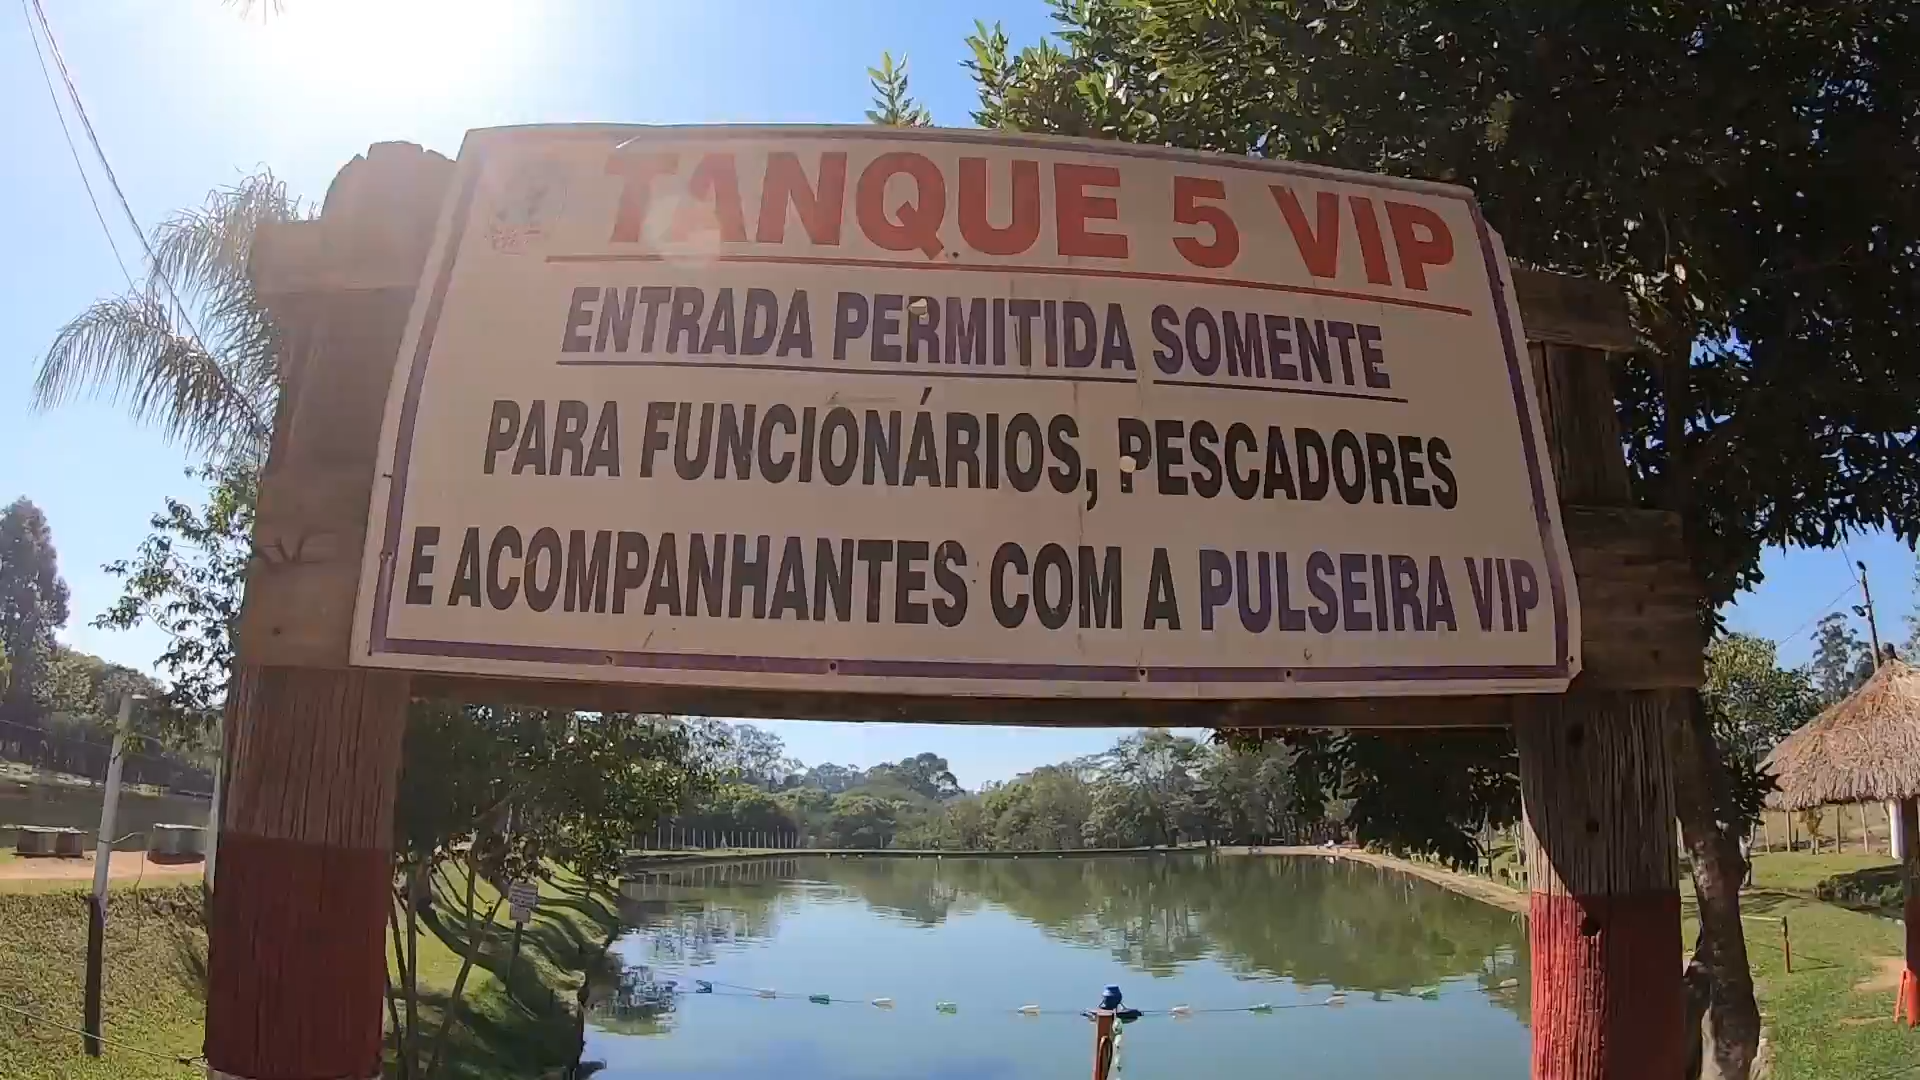 TANQUE 5 VIP
ENTRADA PERMITIDA SOMENTE
PARA FUNCIONÁRIOS, PESCADORES
E ACOMPANHANTES COM A PULSEIRA VIP